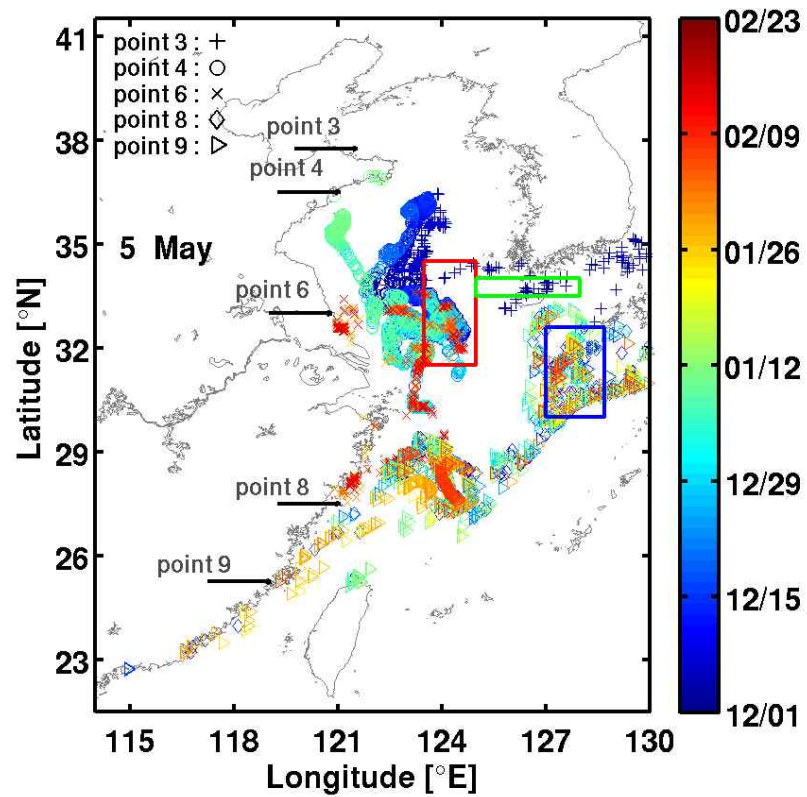 point 3 : +
point 4 : ○
point 6 : ×
point 8 : ◇
point 9 : ▷
point 3
point 4
5 May
point 6
point 8
point 9
41
38
35
32
29
26
23
Latitude [°N]
115
118
121
124
127
130
Longitude [°E]
02/23
02/09
01/26
01/12
12/29
12/15
12/01